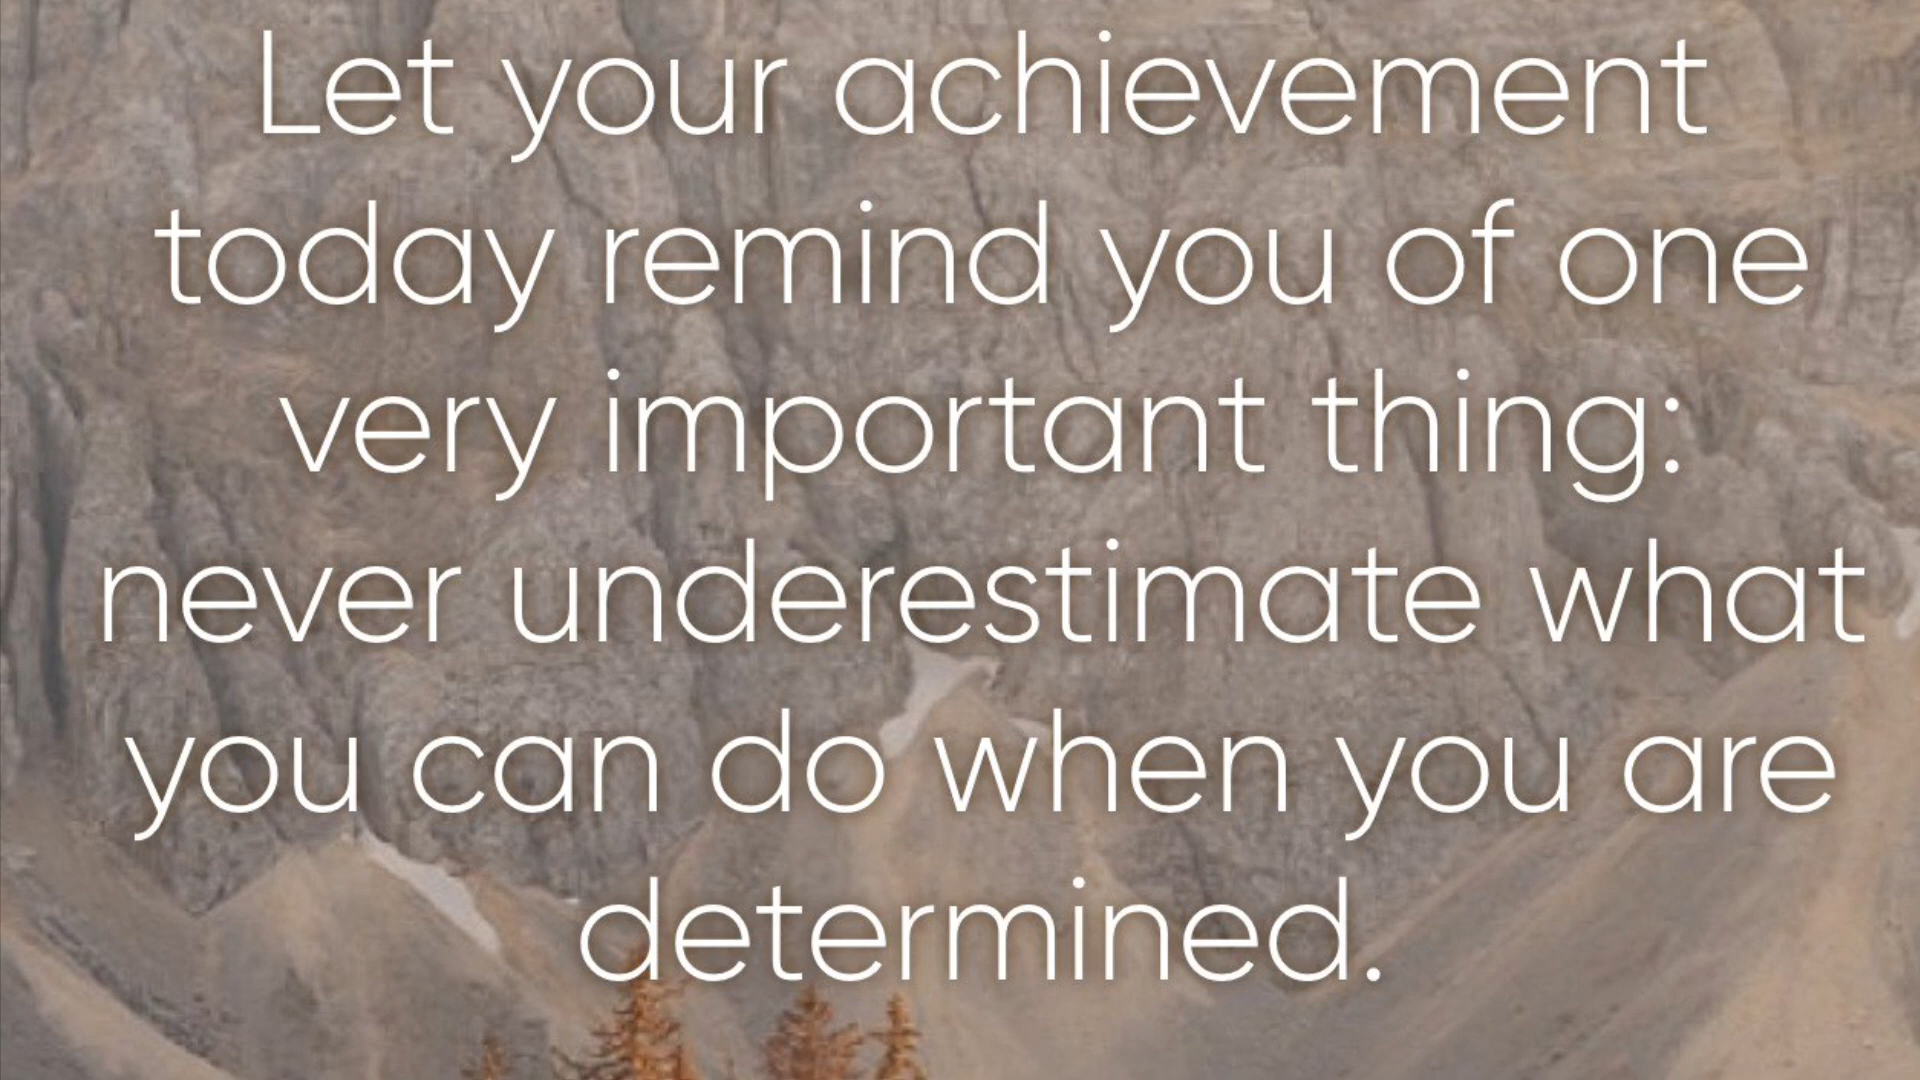 Let your achievement
today remind you of one
very important thing:
never underestimate what
you can do when you are
determined.